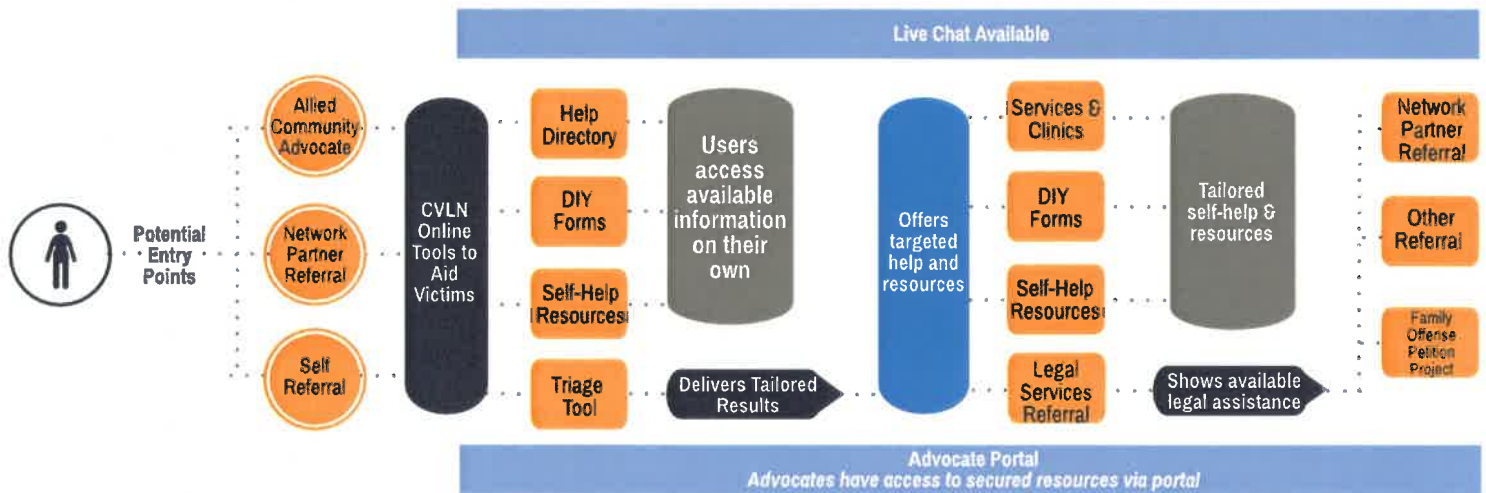 Live Chat Available
Potential
Entry
Points
Allied
Community
Advocate
Network
Partner
Referral
Self
Referral
CVLN
Online
Tools to
Aid
Victims
Help
Directory
DIY
Forms
Self-Help
Resources
Triage
Tool
Users
access
available
information
on their
own
Delivers Tailored
Results
Offers
targeted
help and
resources
Services &
Clinics
DIY
Forms
Self-Help
Resources
Legal
Services
Referral
Tailored
self-help &
resources
Shows available
legal assistance
Network
Partner
Referral
Other
Referral
Family
Offense
Petition
Project
Advocate Portal
Advocates have access to secured resources via portal